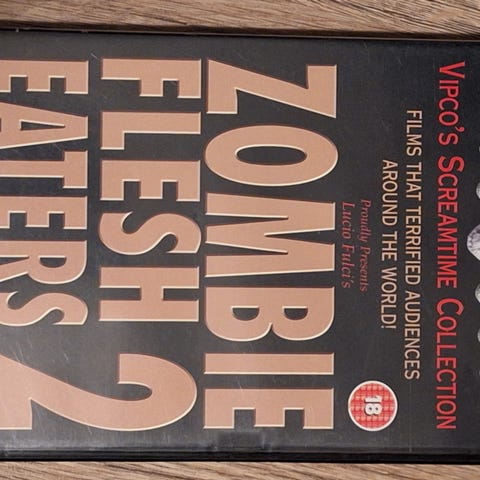 VIPCO'S SCREAMTIME COLLECTION
FILMS THAT TERRIFIED AUDIENCES
AROUND THE WORLD!
Proudly Presents
Lucio Fulci's
18
ZOMBIE
FLESH
EATERS 2